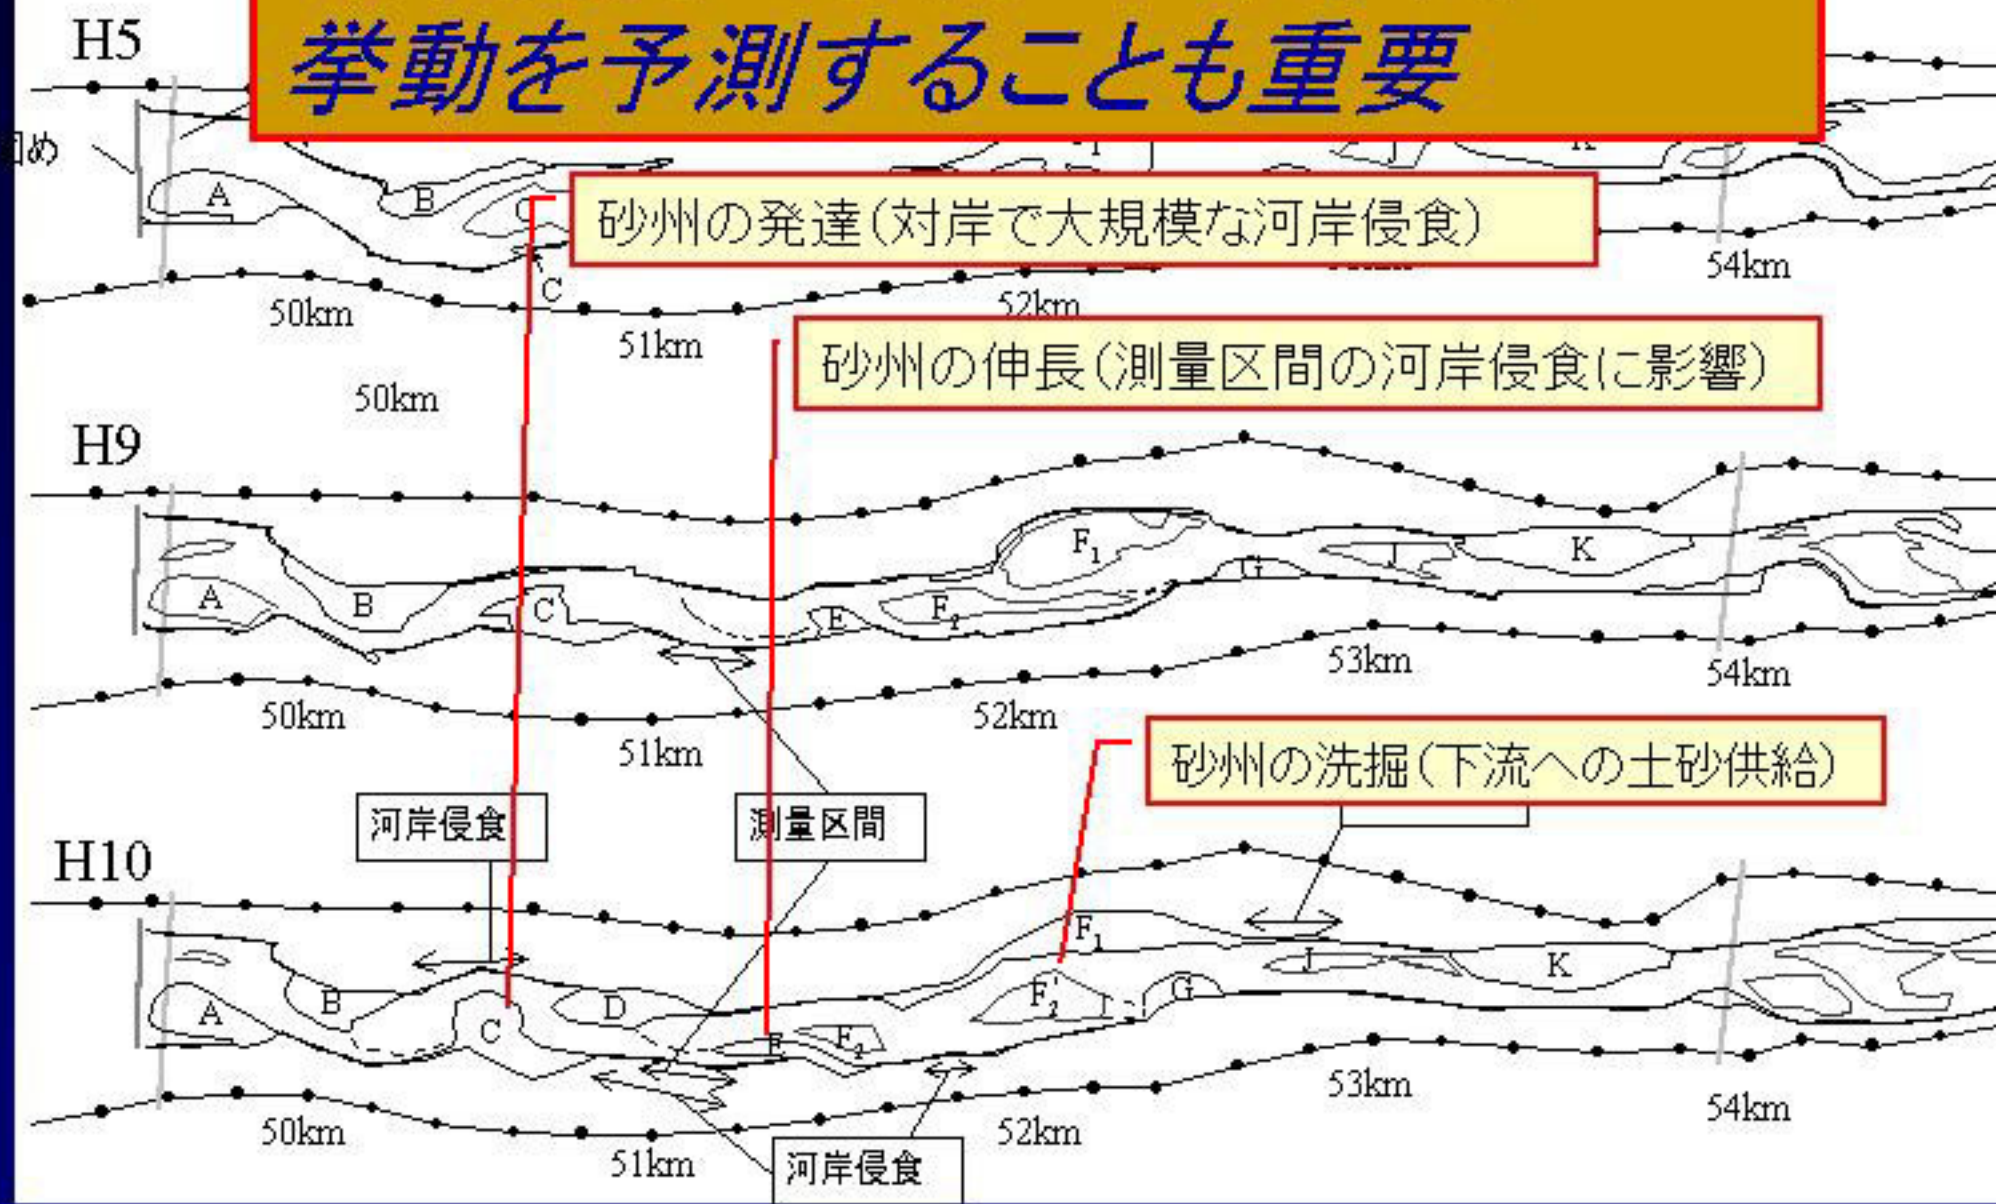 挙動を予測することも重要
H5
め
A
B
C
J
K
砂州の発達(対岸で大規模な河岸侵食)
C
50km
51km
52km
54km
砂州の伸長(測量区間の河岸侵食に影響)
50km
H9
A
B
C
E
F2
F1
G
J
K
50km
51km
52km
53km
54km
砂州の洗掘(下流への土砂供給)
河岸侵食
測量区間
H10
A
B
C
D
E
F2
F2'
F1
G
J
K
50km
51km
52km
53km
54km
河岸侵食